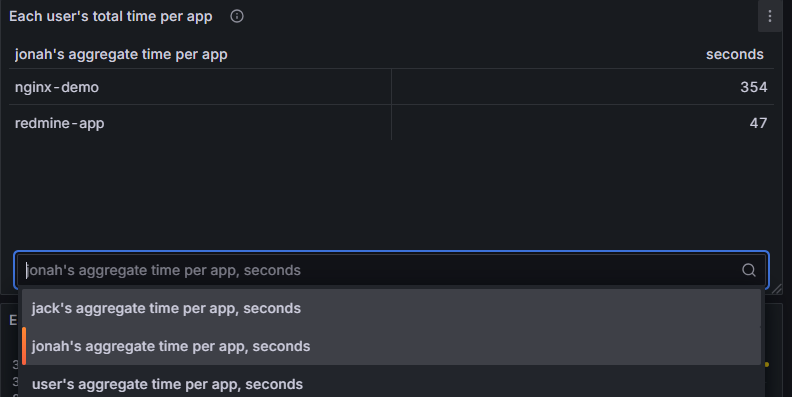 Each user's total time per app
jonah's aggregate time per app seconds
nginx-demo 354
redmine-app 47
jonah's aggregate time per app, seconds
jack's aggregate time per app, seconds
jonah's aggregate time per app, seconds
user's aggregate time per app, seconds